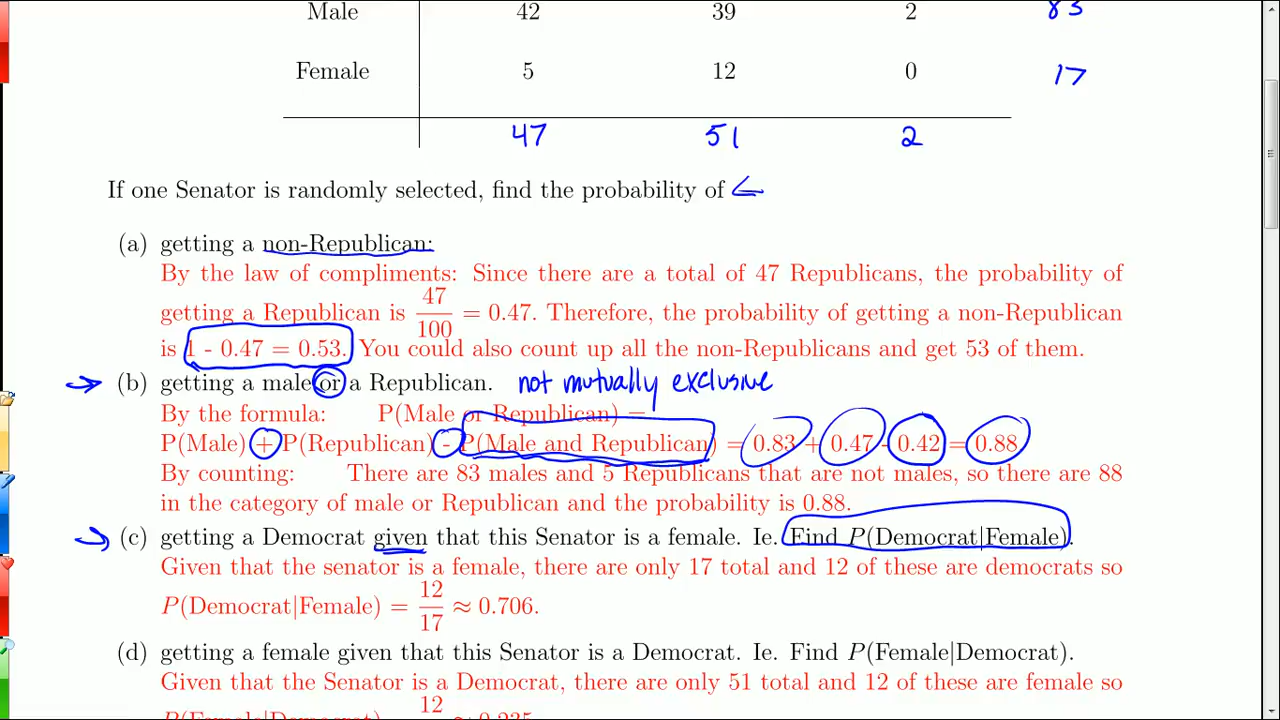 Male 42 39 2 83
Female 5 12 0 17
47 51 2
If one Senator is randomly selected, find the probability of
(a) getting a non-Republican:
By the law of compliments: Since there are a total of 47 Republicans, the probability of
getting a Republican is 47/100 = 0.47. Therefore, the probability of getting a non-Republican
is 1 - 0.47 = 0.53. You could also count up all the non-Republicans and get 53 of them.
(b) getting a male or a Republican. not mutually exclusive
By the formula: P(Male or Republican) =
P(Male) + P(Republican) - P(Male and Republican) = 0.83 + 0.47 - 0.42 = 0.88
By counting: There are 83 males and 5 Republicans that are not males, so there are 88
in the category of male or Republican and the probability is 0.88.
(c) getting a Democrat given that this Senator is a female. Ie. Find P(Democrat|Female).
Given that the senator is a female, there are only 17 total and 12 of these are democrats so
P(Democrat|Female) = 12/17 ≈ 0.706.
(d) getting a female given that this Senator is a Democrat. Ie. Find P(Female|Democrat).
Given that the Senator is a Democrat, there are only 51 total and 12 of these are female so
P(Female|Democrat) = 12 ≈ 0.235